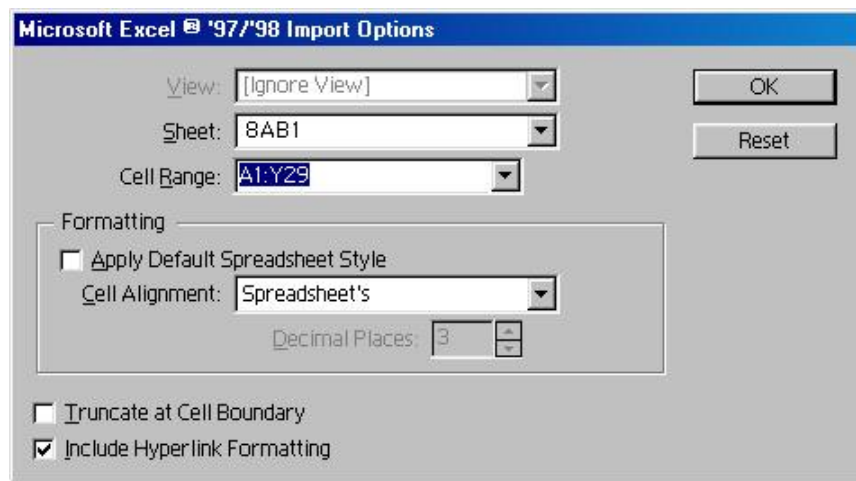 Microsoft Excel ® '97/'98 Import Options
View: [Ignore View]
OK
Sheet: 8AB1
Reset
Cell Range: A1:Y29
Formatting
Apply Default Spreadsheet Style
Cell Alignment: Spreadsheet's
Decimal Places: 3
Truncate at Cell Boundary
Include Hyperlink Formatting